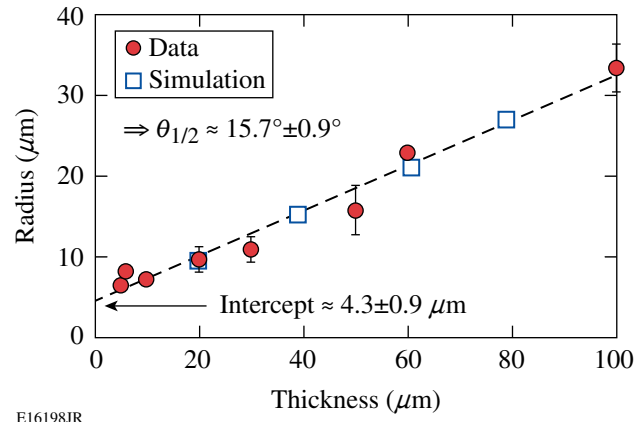 40
30
20
10
0
Radius (μm)
Data
Simulation
⇒ θ1/2 ≈ 15.7°±0.9°
Intercept ≈ 4.3±0.9 μm
0 20 40 60 80 100
Thickness (μm)
E16198JR